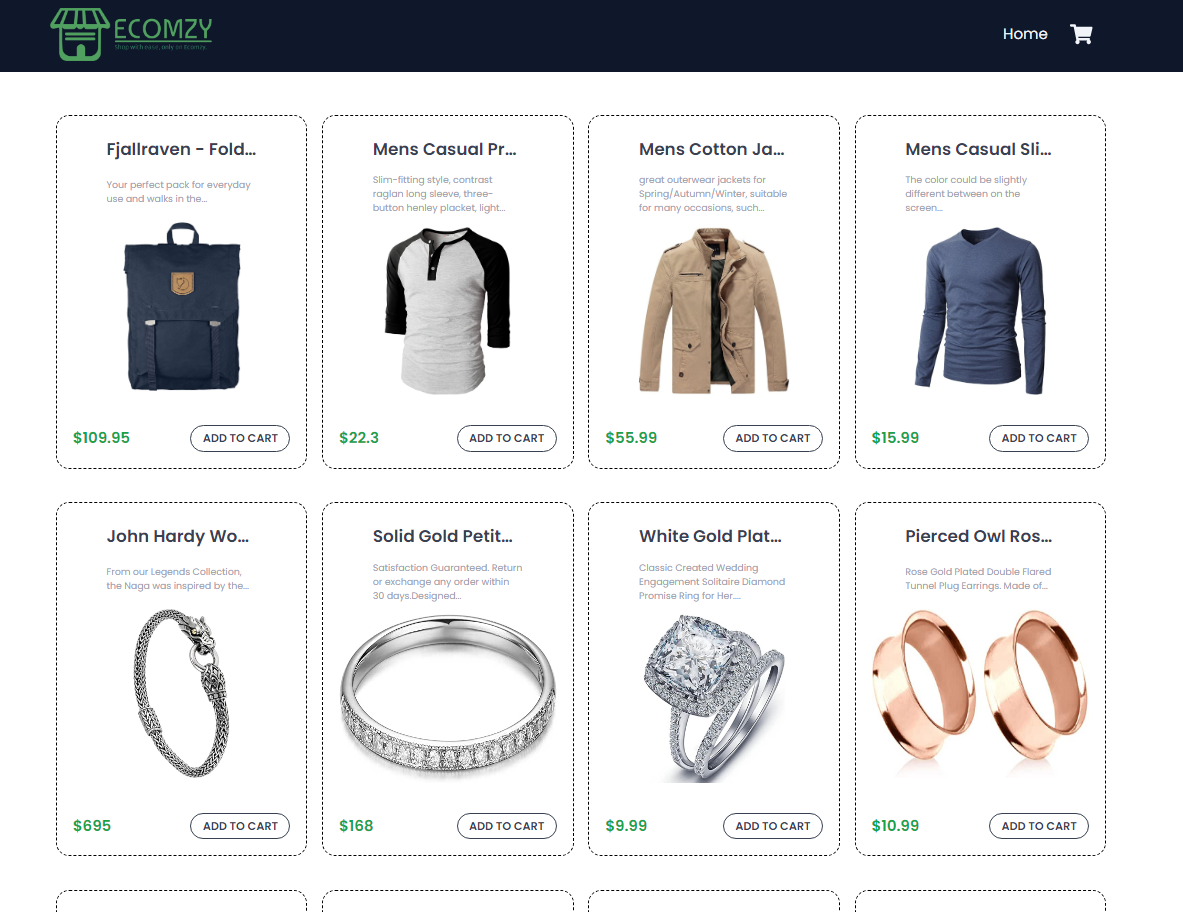 ECOMZY
Shop with ease, only on Ecomzy.
Home
Fjallraven - Fold...
Your perfect pack for everyday
use and walks in the...
$109.95
ADD TO CART
Mens Casual Pr...
Slim-fitting style, contrast
raglan long sleeve, three-
button henley placket, light...
$22.3
ADD TO CART
Mens Cotton Ja...
great outerwear jackets for
Spring/Autumn/Winter, suitable
for many occasions, such...
$55.99
ADD TO CART
Mens Casual Sli...
The color could be slightly
different between on the
screen...
$15.99
ADD TO CART
John Hardy Wo...
From our Legends Collection,
the Naga was inspired by the...
$695
ADD TO CART
Solid Gold Petit...
Satisfaction Guaranteed. Return
or exchange any order within
30 days.Designed...
$168
ADD TO CART
White Gold Plat...
Classic Created Wedding
Engagement Solitaire Diamond
Promise Ring for Her....
$9.99
ADD TO CART
Pierced Owl Ros...
Rose Gold Plated Double Flared
Tunnel Plug Earrings. Made of...
$10.99
ADD TO CART